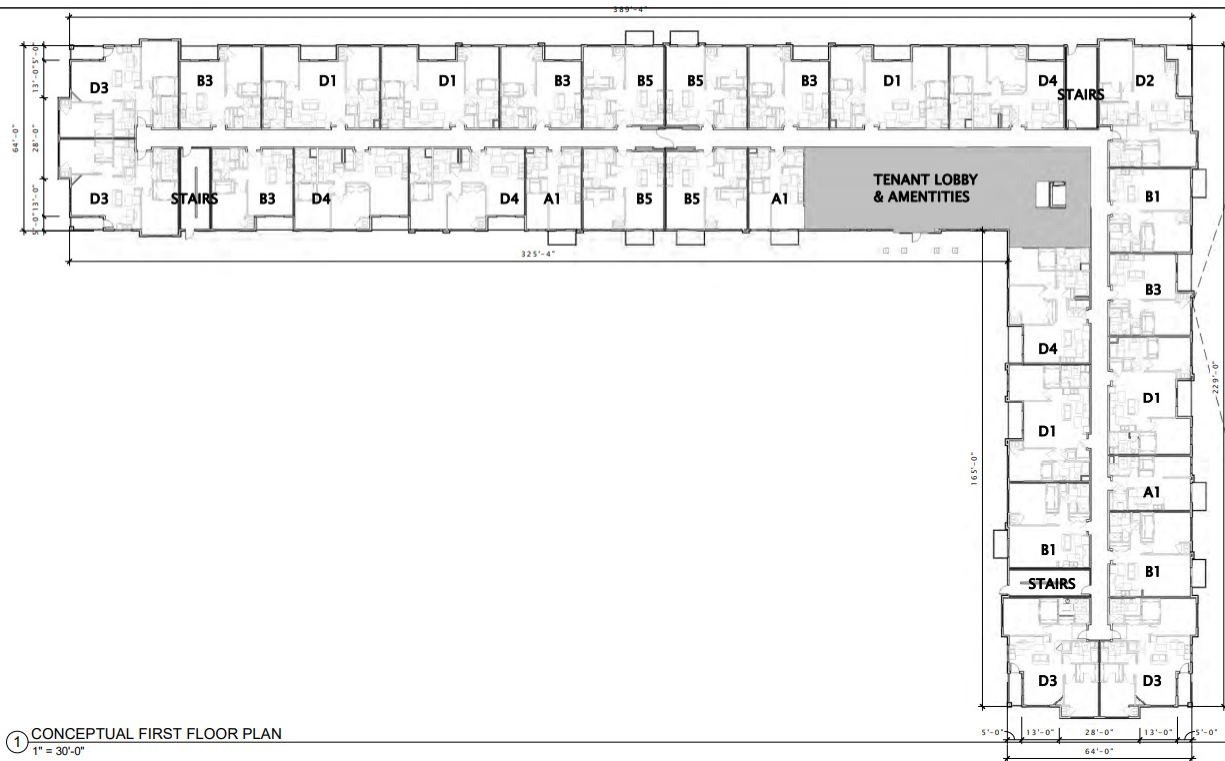 389'-4"
D3
B3
D1
D1
B3
B5
B5
B3
D1
D4
STAIRS
D2
5'-0"
13'-0"
28'-0"
13'-0"
5'-0"
64'-0"
D3
STAIRS
B3
D4
D4
A1
B5
B5
A1
TENANT LOBBY
& AMENTITIES
B1
325'-4"
B3
D4
D1
D1
229'-0"
165'-0"
A1
B1
B1
STAIRS
D3
D3
5'-0"
13'-0"
28'-0"
13'-0"
5'-0"
64'-0"
1
CONCEPTUAL FIRST FLOOR PLAN
1" = 30'-0"